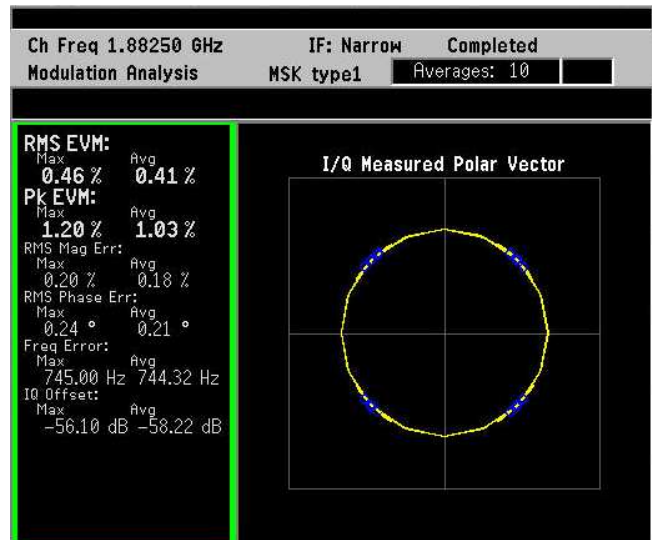 Ch Freq 1.88250 GHz IF: Narrow Completed
Modulation Analysis MSK type1 Averages: 10
RMS EVM:
Max Avg
0.46 % 0.41 %
Pk EVM:
Max Avg
1.20 % 1.03 %
RMS Mag Err:
Max Avg
0.20 % 0.18 %
RMS Phase Err:
Max Avg
0.24 ° 0.21 °
Freq Error:
Max Avg
745.00 Hz 744.32 Hz
IQ Offset:
Max Avg
-56.10 dB -58.22 dB
I/Q Measured Polar Vector